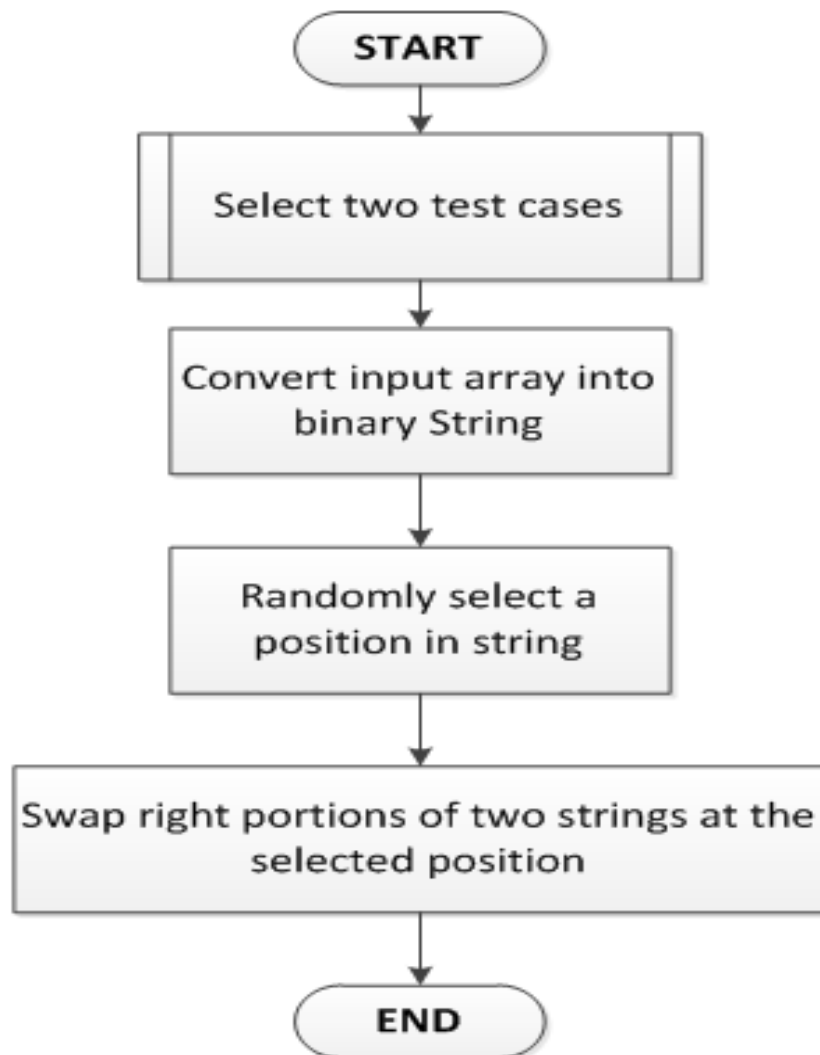 START
Select two test cases
Convert input array into
binary String
Randomly select a
position in string
Swap right portions of two strings at the
selected position
END